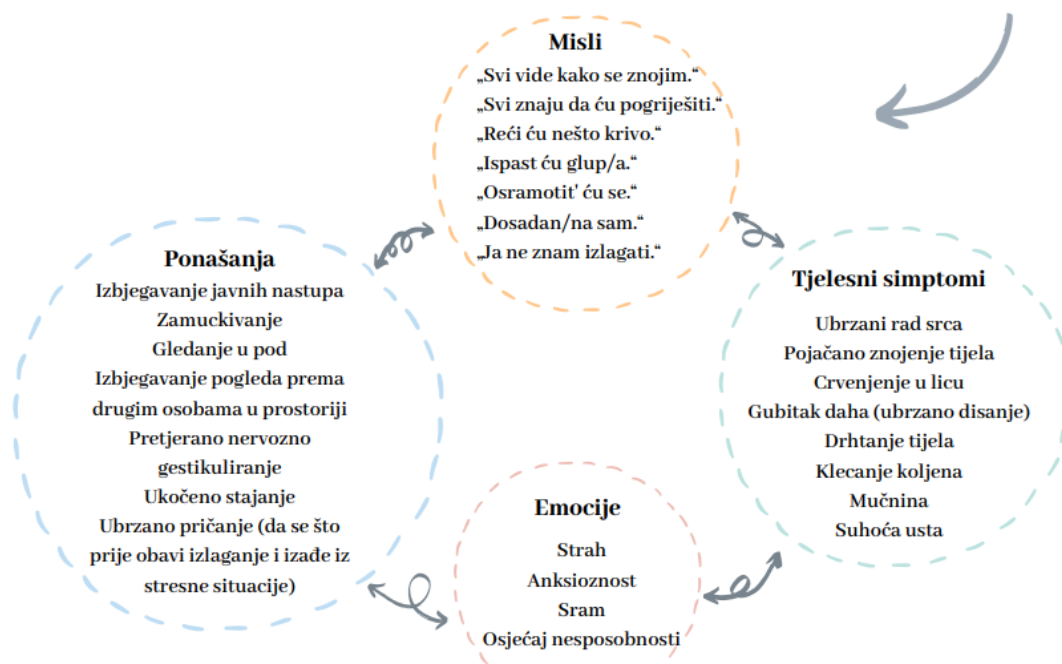 Misli
„Svi vide kako se znojim.“
„Svi znaju da ću pogriješiti.“
„Reći ću nešto krivo.“
„Ispast ću glup/a.“
„Osramotit' ću se.“
„Dosadan/na sam.“
„Ja ne znam izlagati.“
Ponašanja
Izbjegavanje javnih nastupa
Zamuckivanje
Gledanje u pod
Izbjegavanje pogleda prema
drugim osobama u prostoriji
Pretjerano nervozno
gestikuliranje
Ukočeno stajanje
Ubrzano pričanje (da se što
prije obavi izlaganje i izađe iz
stresne situacije)
Tjelesni simptomi
Ubrzani rad srca
Pojačano znojenje tijela
Crvenjenje u licu
Gubitak daha (ubrzano disanje)
Drhtanje tijela
Klecanje koljena
Mučnina
Suhoća usta
Emocije
Strah
Anksioznost
Sram
Osjećaj nesposobnosti